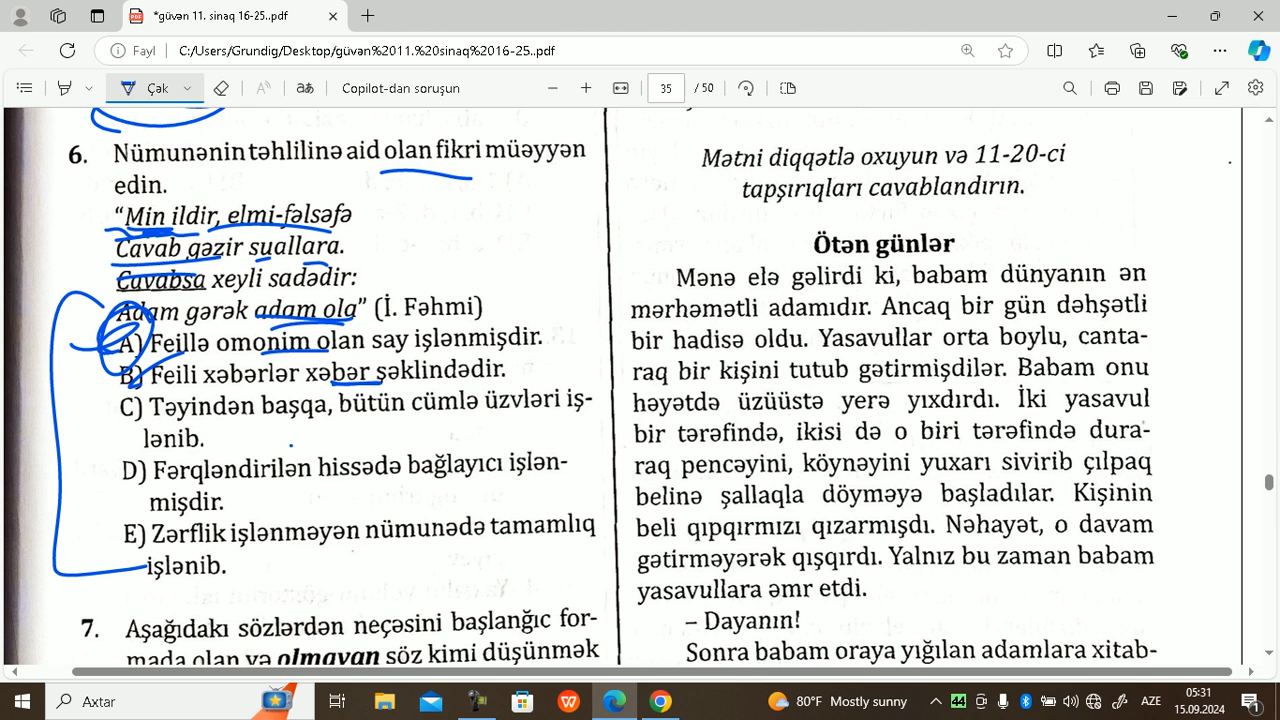 *güvən 11. sinaq 16-25..pdf
Fayl
C:/Users/Grundig/Desktop/güvən%2011.%20sinaq%2016-25..pdf
Çək
aあ
Copilot-dan soruşun
35 / 50
6. Nümunənin təhlilinə aid olan fikri müəyyən
edin.
“Min ildir, elmi-fəlsəfə
Cavab gəzir suallara.
Cavabsa xeyli sadədir:
Adam gərək adam ola” (İ. Fəhmi)
A) Feillə omonim olan say işlənmişdir.
B) Feili xəbərlər xəbər şəklindədir.
C) Təyindən başqa, bütün cümlə üzvləri iş-
lənib.
D) Fərqləndirilən hissədə bağlayıcı işlən-
mişdir.
E) Zərflik işlənməyən nümunədə tamamlıq
işlənib.
7. Aşağıdakı sözlərdən neçəsini başlanğıc for-
mada olan və olmayan söz kimi düşünmək
Mətni diqqətlə oxuyun və 11-20-ci
tapşırıqları cavablandırın.
Ötən günlər
Mənə elə gəlirdi ki, babam dünyanın ən
mərhəmətli adamıdır. Ancaq bir gün dəhşətli
bir hadisə oldu. Yasavullar orta boylu, canta-
raq bir kişini tutub gətirmişdilər. Babam onu
həyətdə üzüüstə yerə yıxdırdı. İki yasavul
bir tərəfində, ikisi də o biri tərəfində dura-
raq pencəyini, köynəyini yuxarı sivirib çılpaq
belinə şallaqla döyməyə başladılar. Kişinin
beli qıpqırmızı qızarmışdı. Nəhayət, o davam
gətirməyərək qışqırdı. Yalnız bu zaman babam
yasavullara əmr etdi.
– Dayanın!
Sonra babam oraya yığılan adamlara xitab-
Axtar
80°F Mostly sunny
44
AZE
05:31
15.09.2024